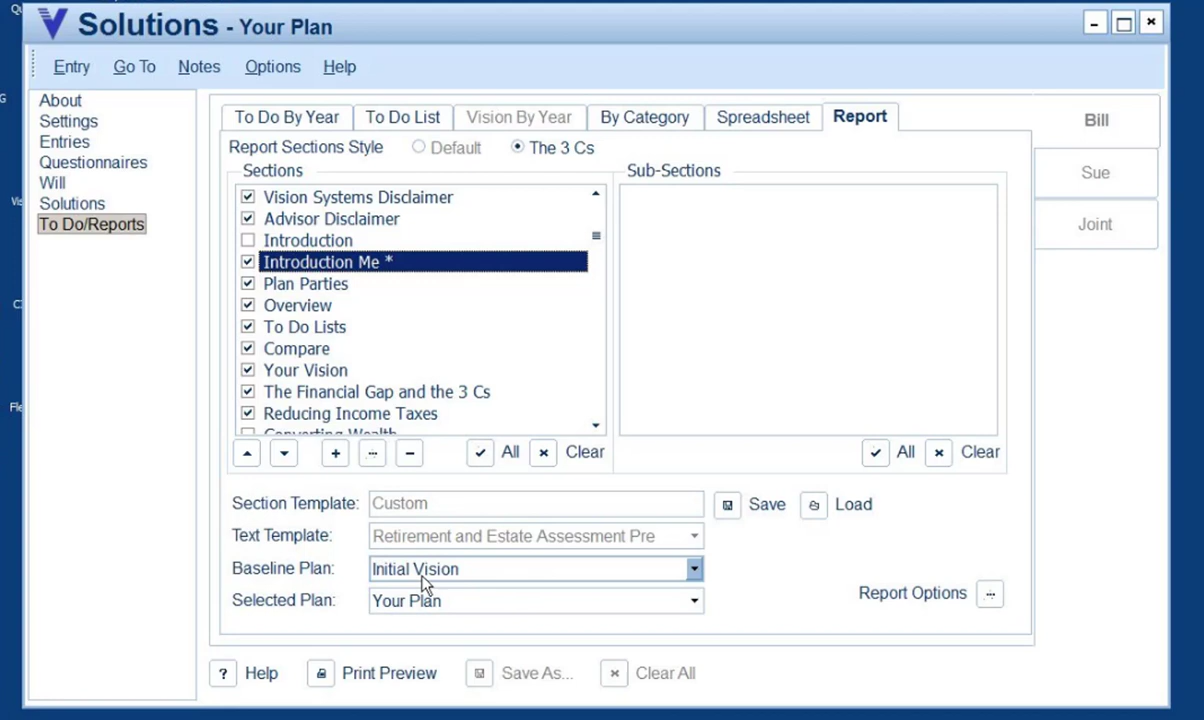 Solutions - Your Plan
Entry Go To Notes Options Help
About
Settings
Entries
Questionnaires
Will
Solutions
To Do/Reports
To Do By Year To Do List Vision By Year By Category Spreadsheet Report
Report Sections Style Default The 3 Cs
Sections Sub-Sections
Vision Systems Disclaimer
Advisor Disclaimer
Introduction
Introduction Me *
Plan Parties
Overview
To Do Lists
Compare
Your Vision
The Financial Gap and the 3 Cs
Reducing Income Taxes
Converting Wealth
All Clear All Clear
Section Template: Custom Save Load
Text Template: Retirement and Estate Assessment Pre
Baseline Plan: Initial Vision
Selected Plan: Your Plan
Report Options ...
? Help Print Preview Save As... Clear All
Bill
Sue
Joint